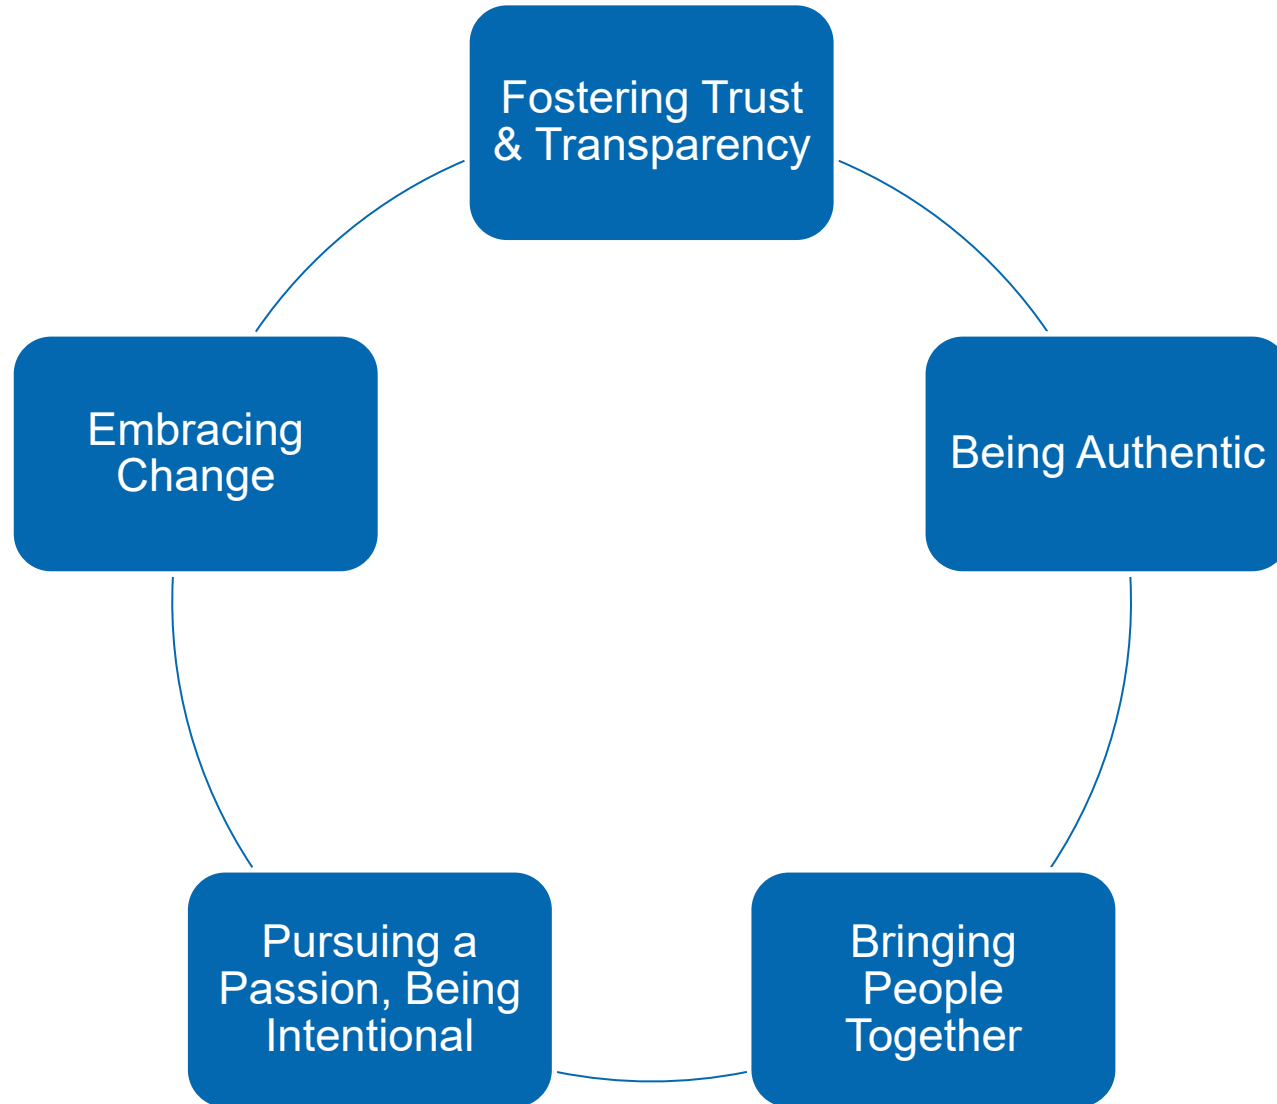 Fostering Trust
& Transparency
Being Authentic
Bringing
People
Together
Pursuing a
Passion, Being
Intentional
Embracing
Change